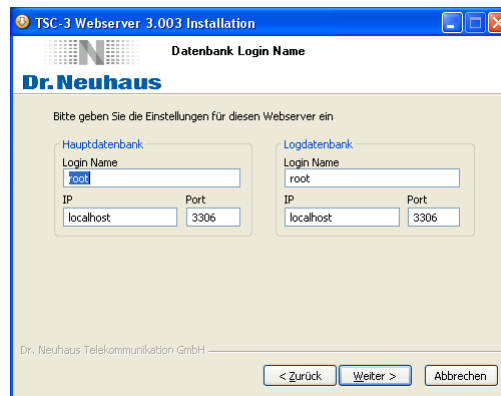 TSC-3 Webserver 3.003 Installation
N
Datenbank Login Name
Dr.Neuhaus
Bitte geben Sie die Einstellungen für diesen Webserver ein
Hauptdatenbank
Login Name
root
IP Port
localhost 3306
Logdatenbank
Login Name
root
IP Port
localhost 3306
Dr. Neuhaus Telekommunikation GmbH
< Zurück Weiter > Abbrechen